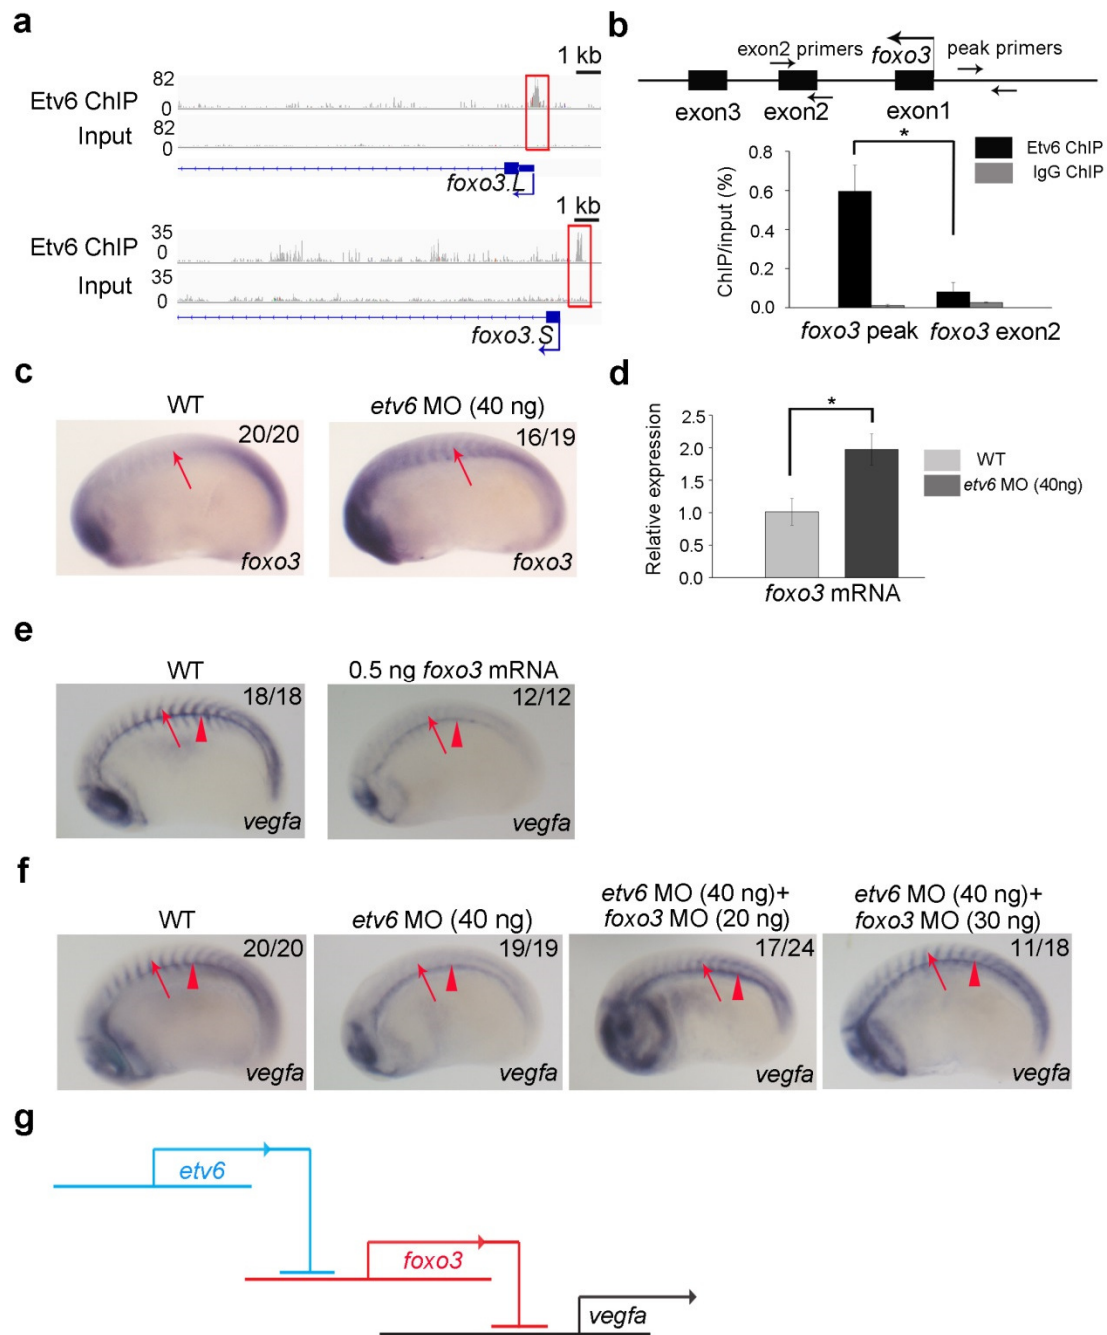 a
1 kb
82
Etv6 ChIP
0
82
Input
0
foxo3.L
1 kb
35
Etv6 ChIP
0
35
Input
0
foxo3.S
b
exon2 primers
foxo3
peak primers
exon3
exon2
exon1
*
Etv6 ChIP
IgG ChIP
0.8
0.6
0.4
0.2
0.0
ChIP/input (%)
foxo3 peak
foxo3 exon2
c
WT
20/20
foxo3
etv6 MO (40 ng)
16/19
foxo3
d
*
2.5
2.0
1.5
1.0
0.5
0.0
Relative expression
foxo3 mRNA
WT
etv6 MO (40ng)
e
WT
18/18
vegfa
0.5 ng foxo3 mRNA
12/12
vegfa
f
WT
20/20
vegfa
etv6 MO (40 ng)
19/19
vegfa
etv6 MO (40 ng)+
foxo3 MO (20 ng)
17/24
vegfa
etv6 MO (40 ng)+
foxo3 MO (30 ng)
11/18
vegfa
g
etv6
foxo3
vegfa